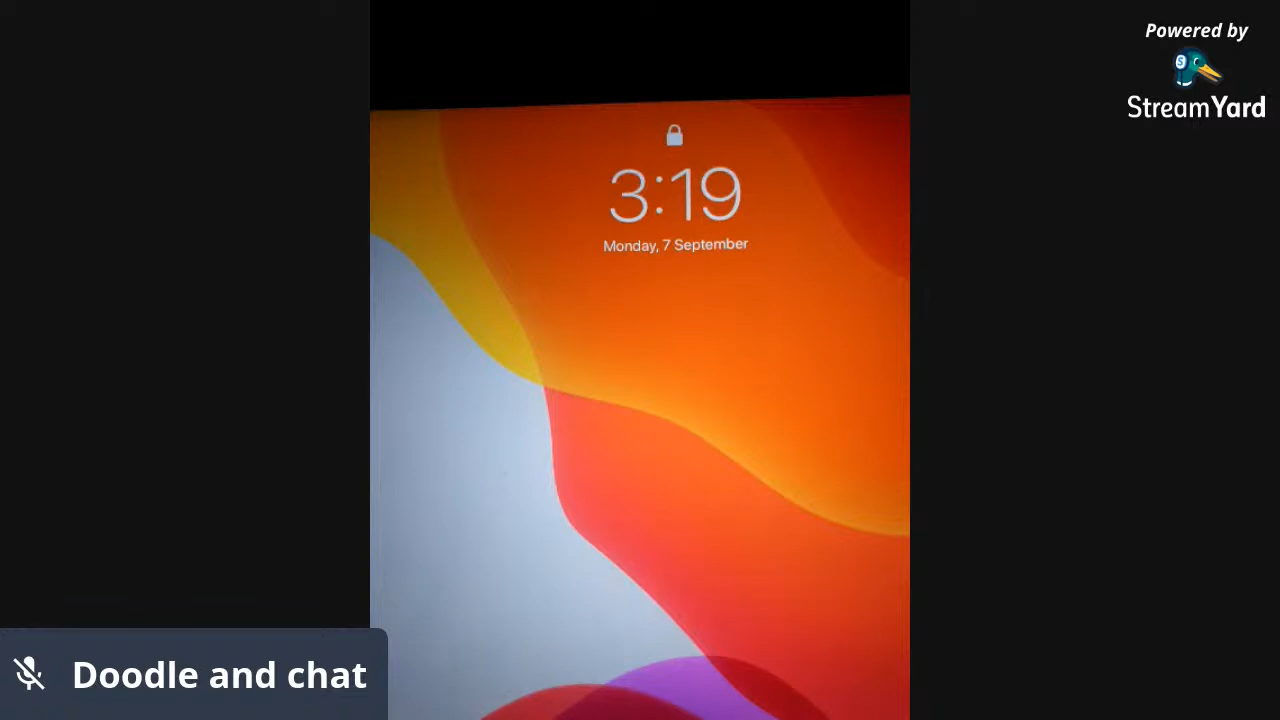 Powered by
StreamYard
3:19
Monday, 7 September
Doodle and chat